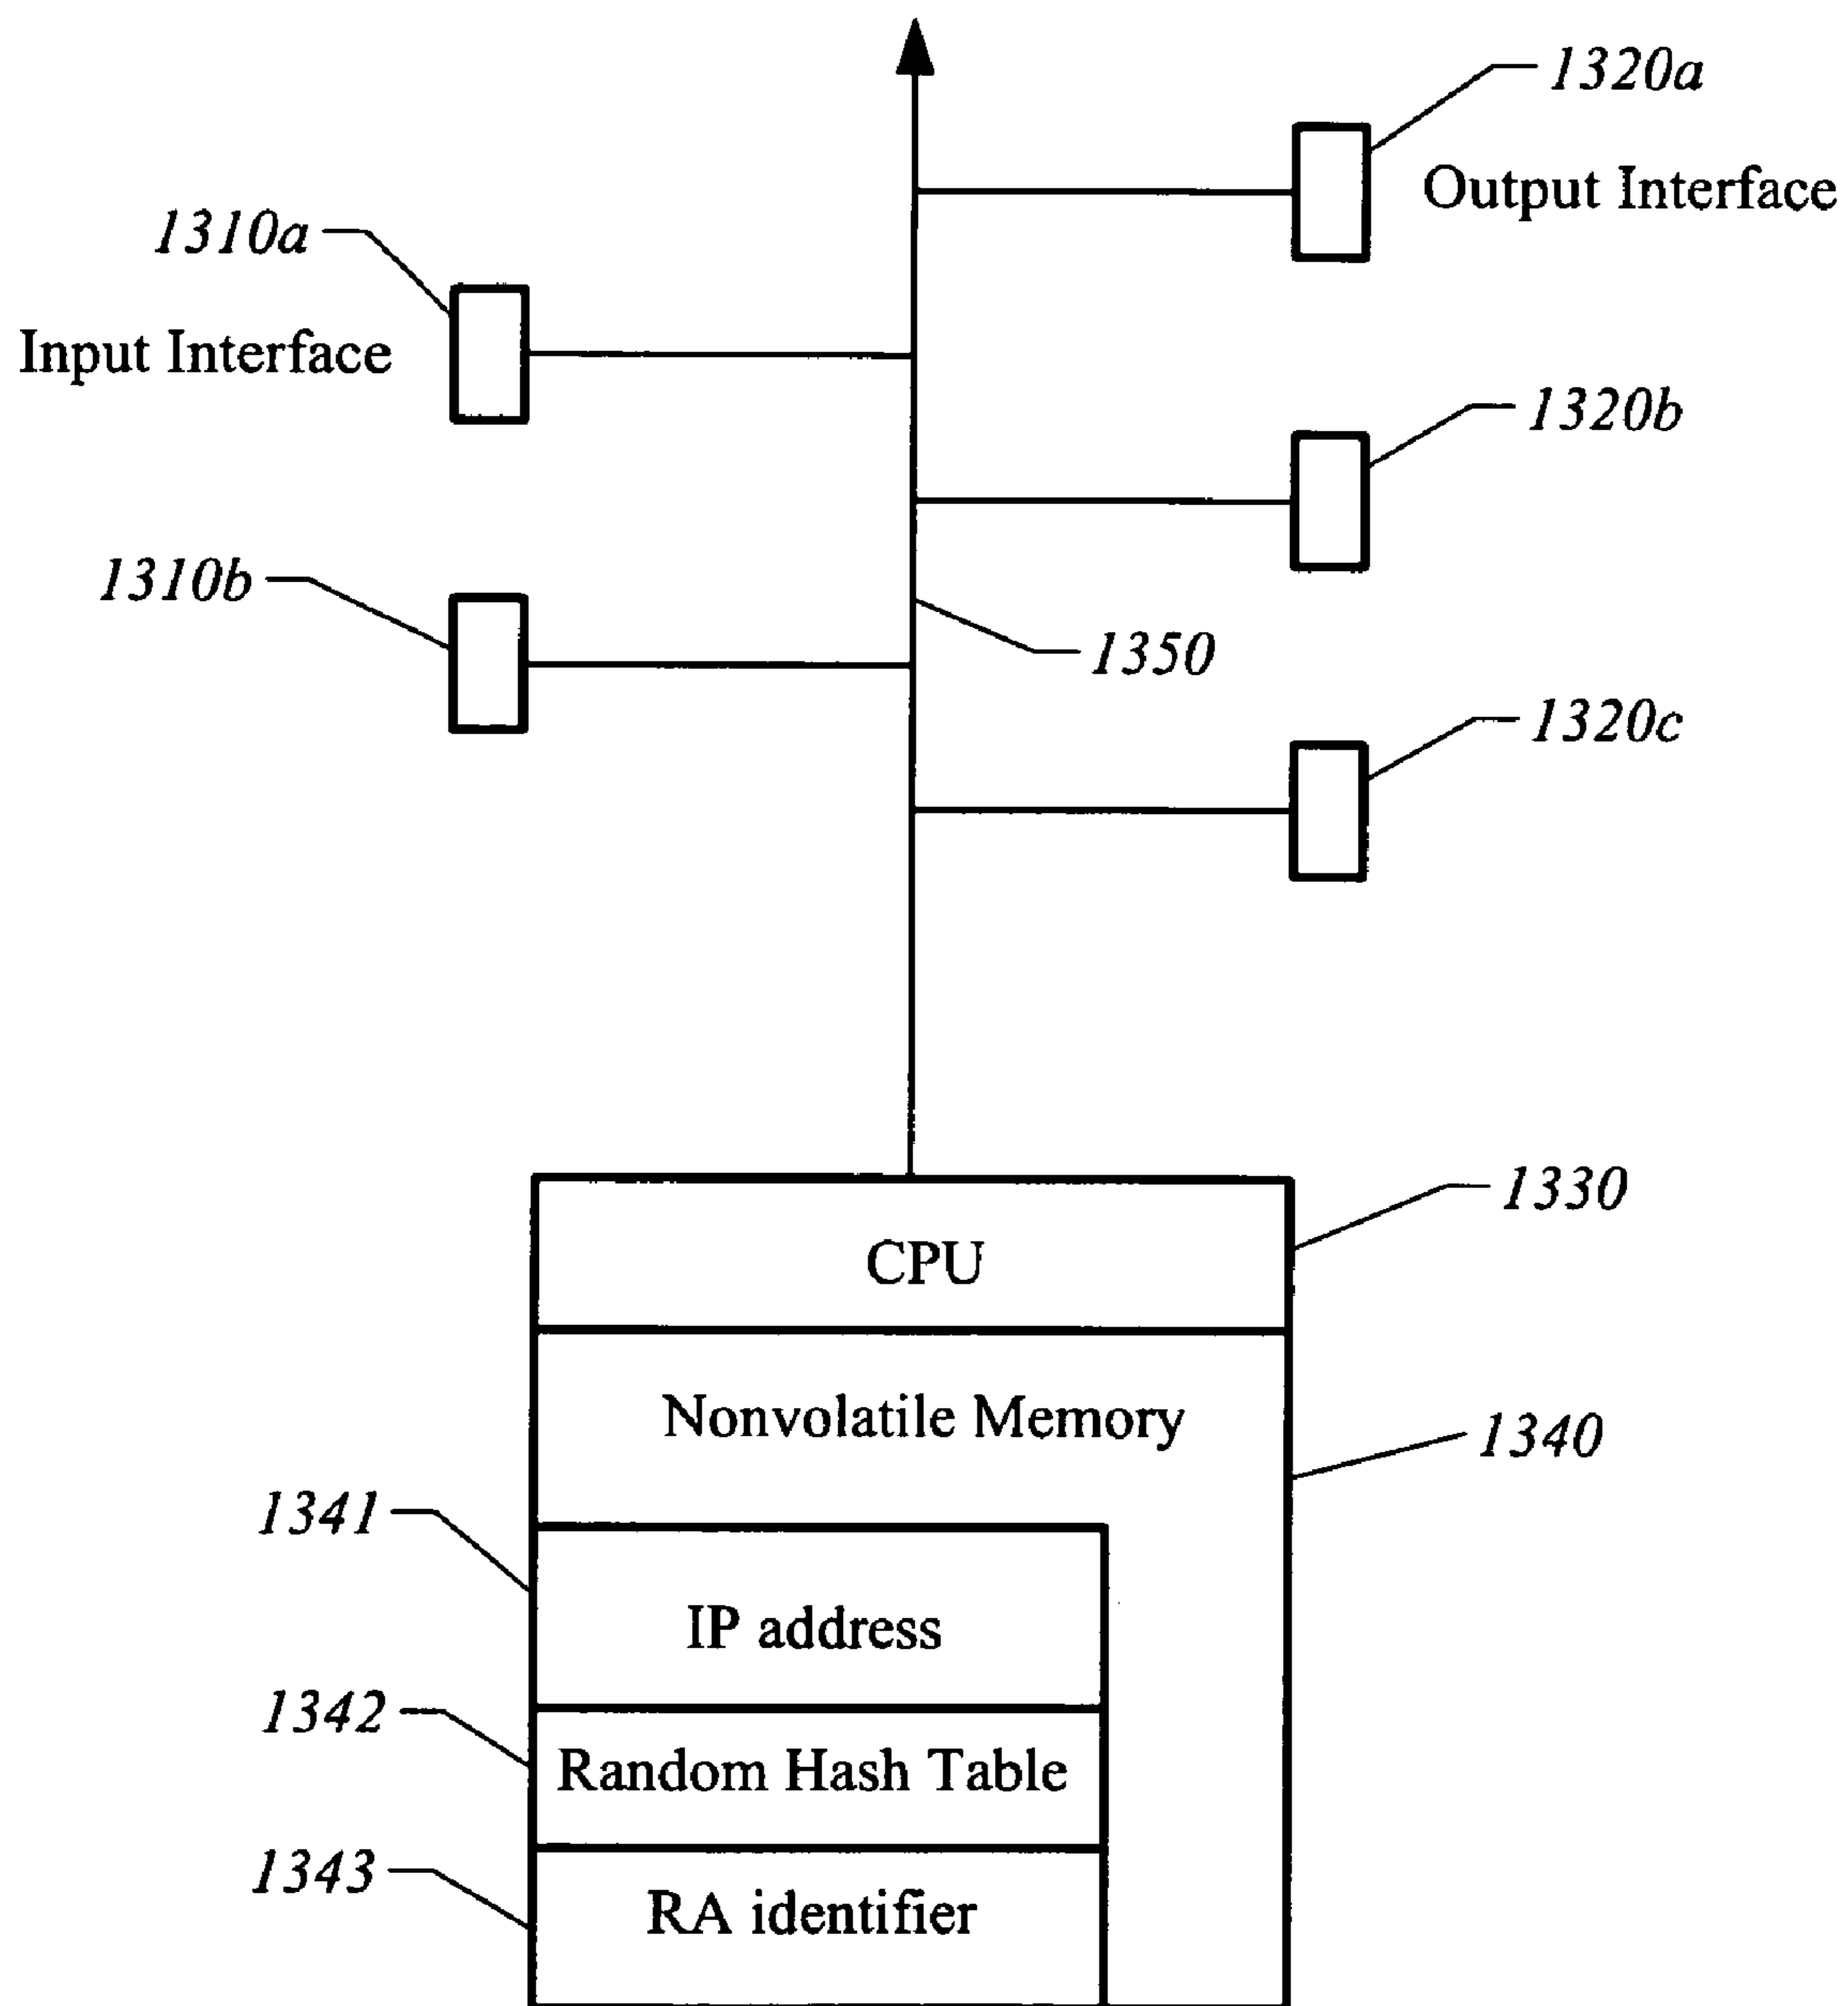 1320a
Output Interface
1310a
Input Interface
1320b
1310b
1350
1320c
1330
CPU
Nonvolatile Memory
1340
1341
IP address
1342
Random Hash Table
1343
RA identifier